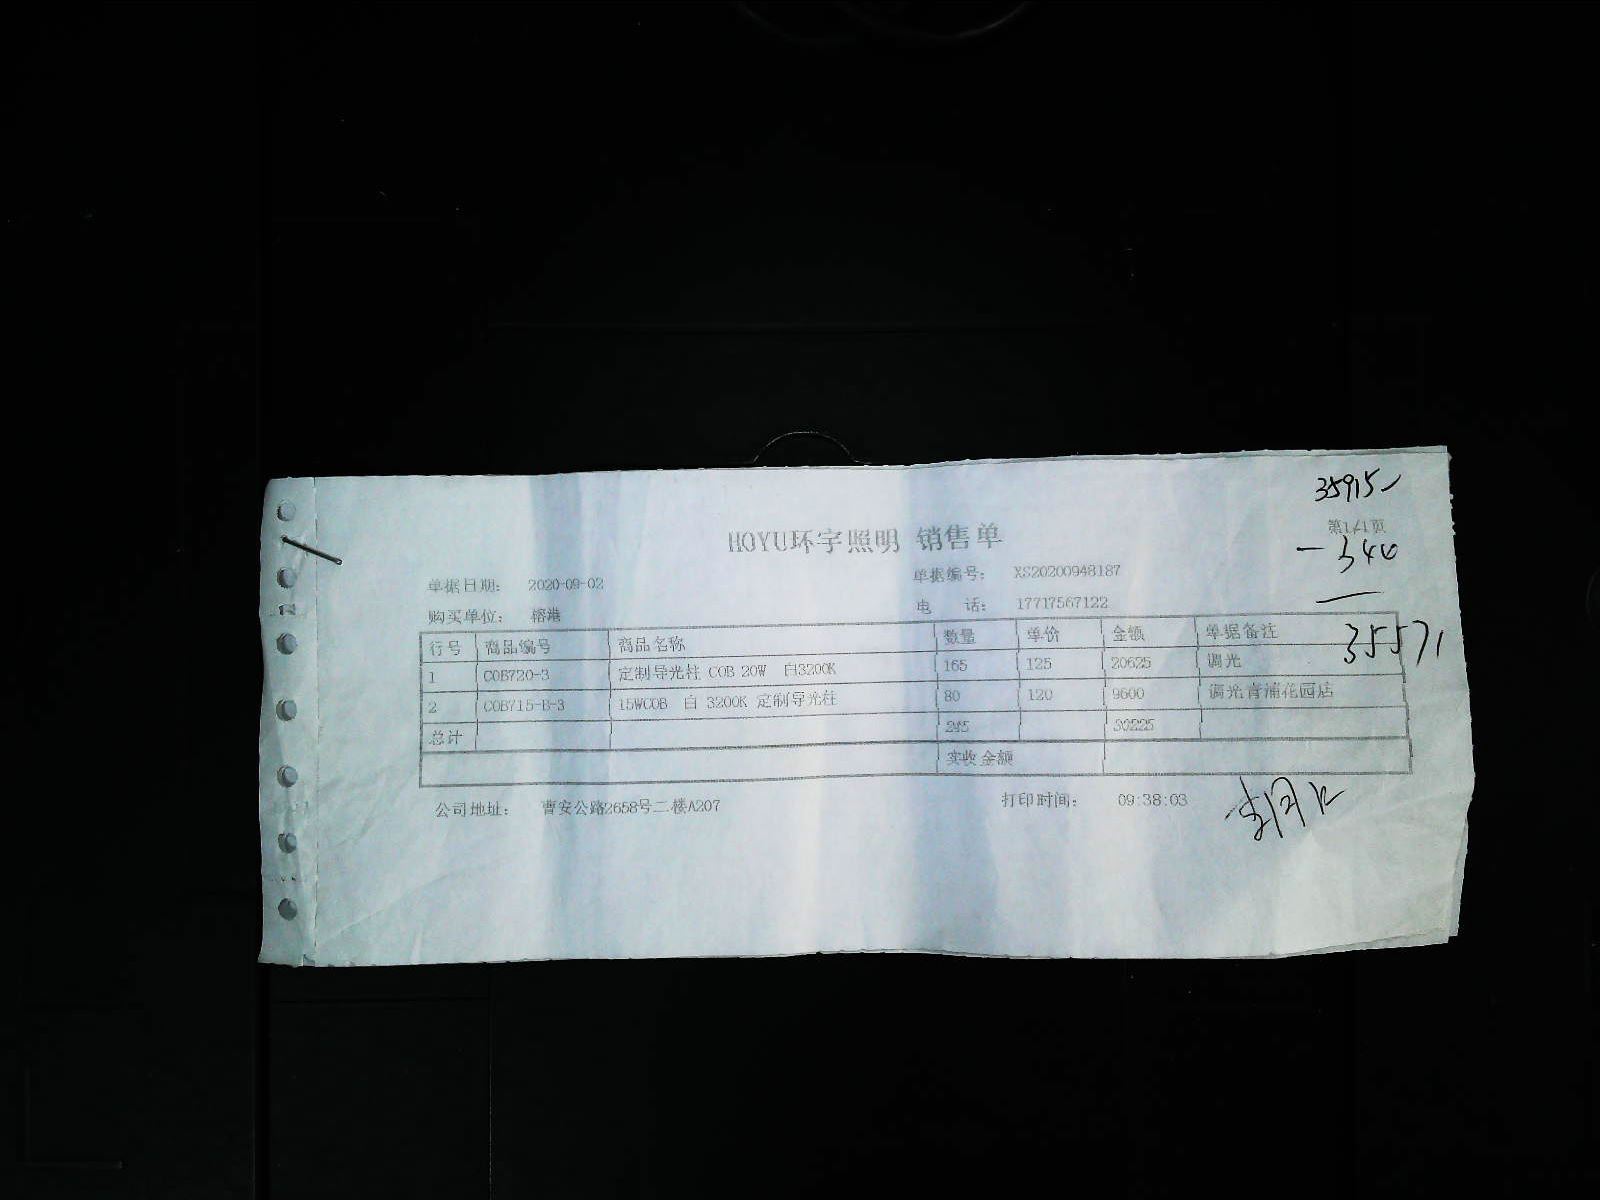 35915-
HOYU环宇照明 销售单
第1/1页
-344
单据日期: 2020-09-02 单据编号: XS20200948187
购买单位: 榕港 电 话: 17717567122
35571
行号 商品编号 商品名称 数量 单价 金额 单据备注
1 COB720-3 定制导光柱 COB 20W 白3200K 165 125 20625 调光
2 COB715-B-3 15WCOB 白 3200K 定制导光柱 80 120 9600 调光青浦花园店
总计 245 30225
实收金额
公司地址: 曹安公路2658号二楼A207 打印时间: 09:38:03